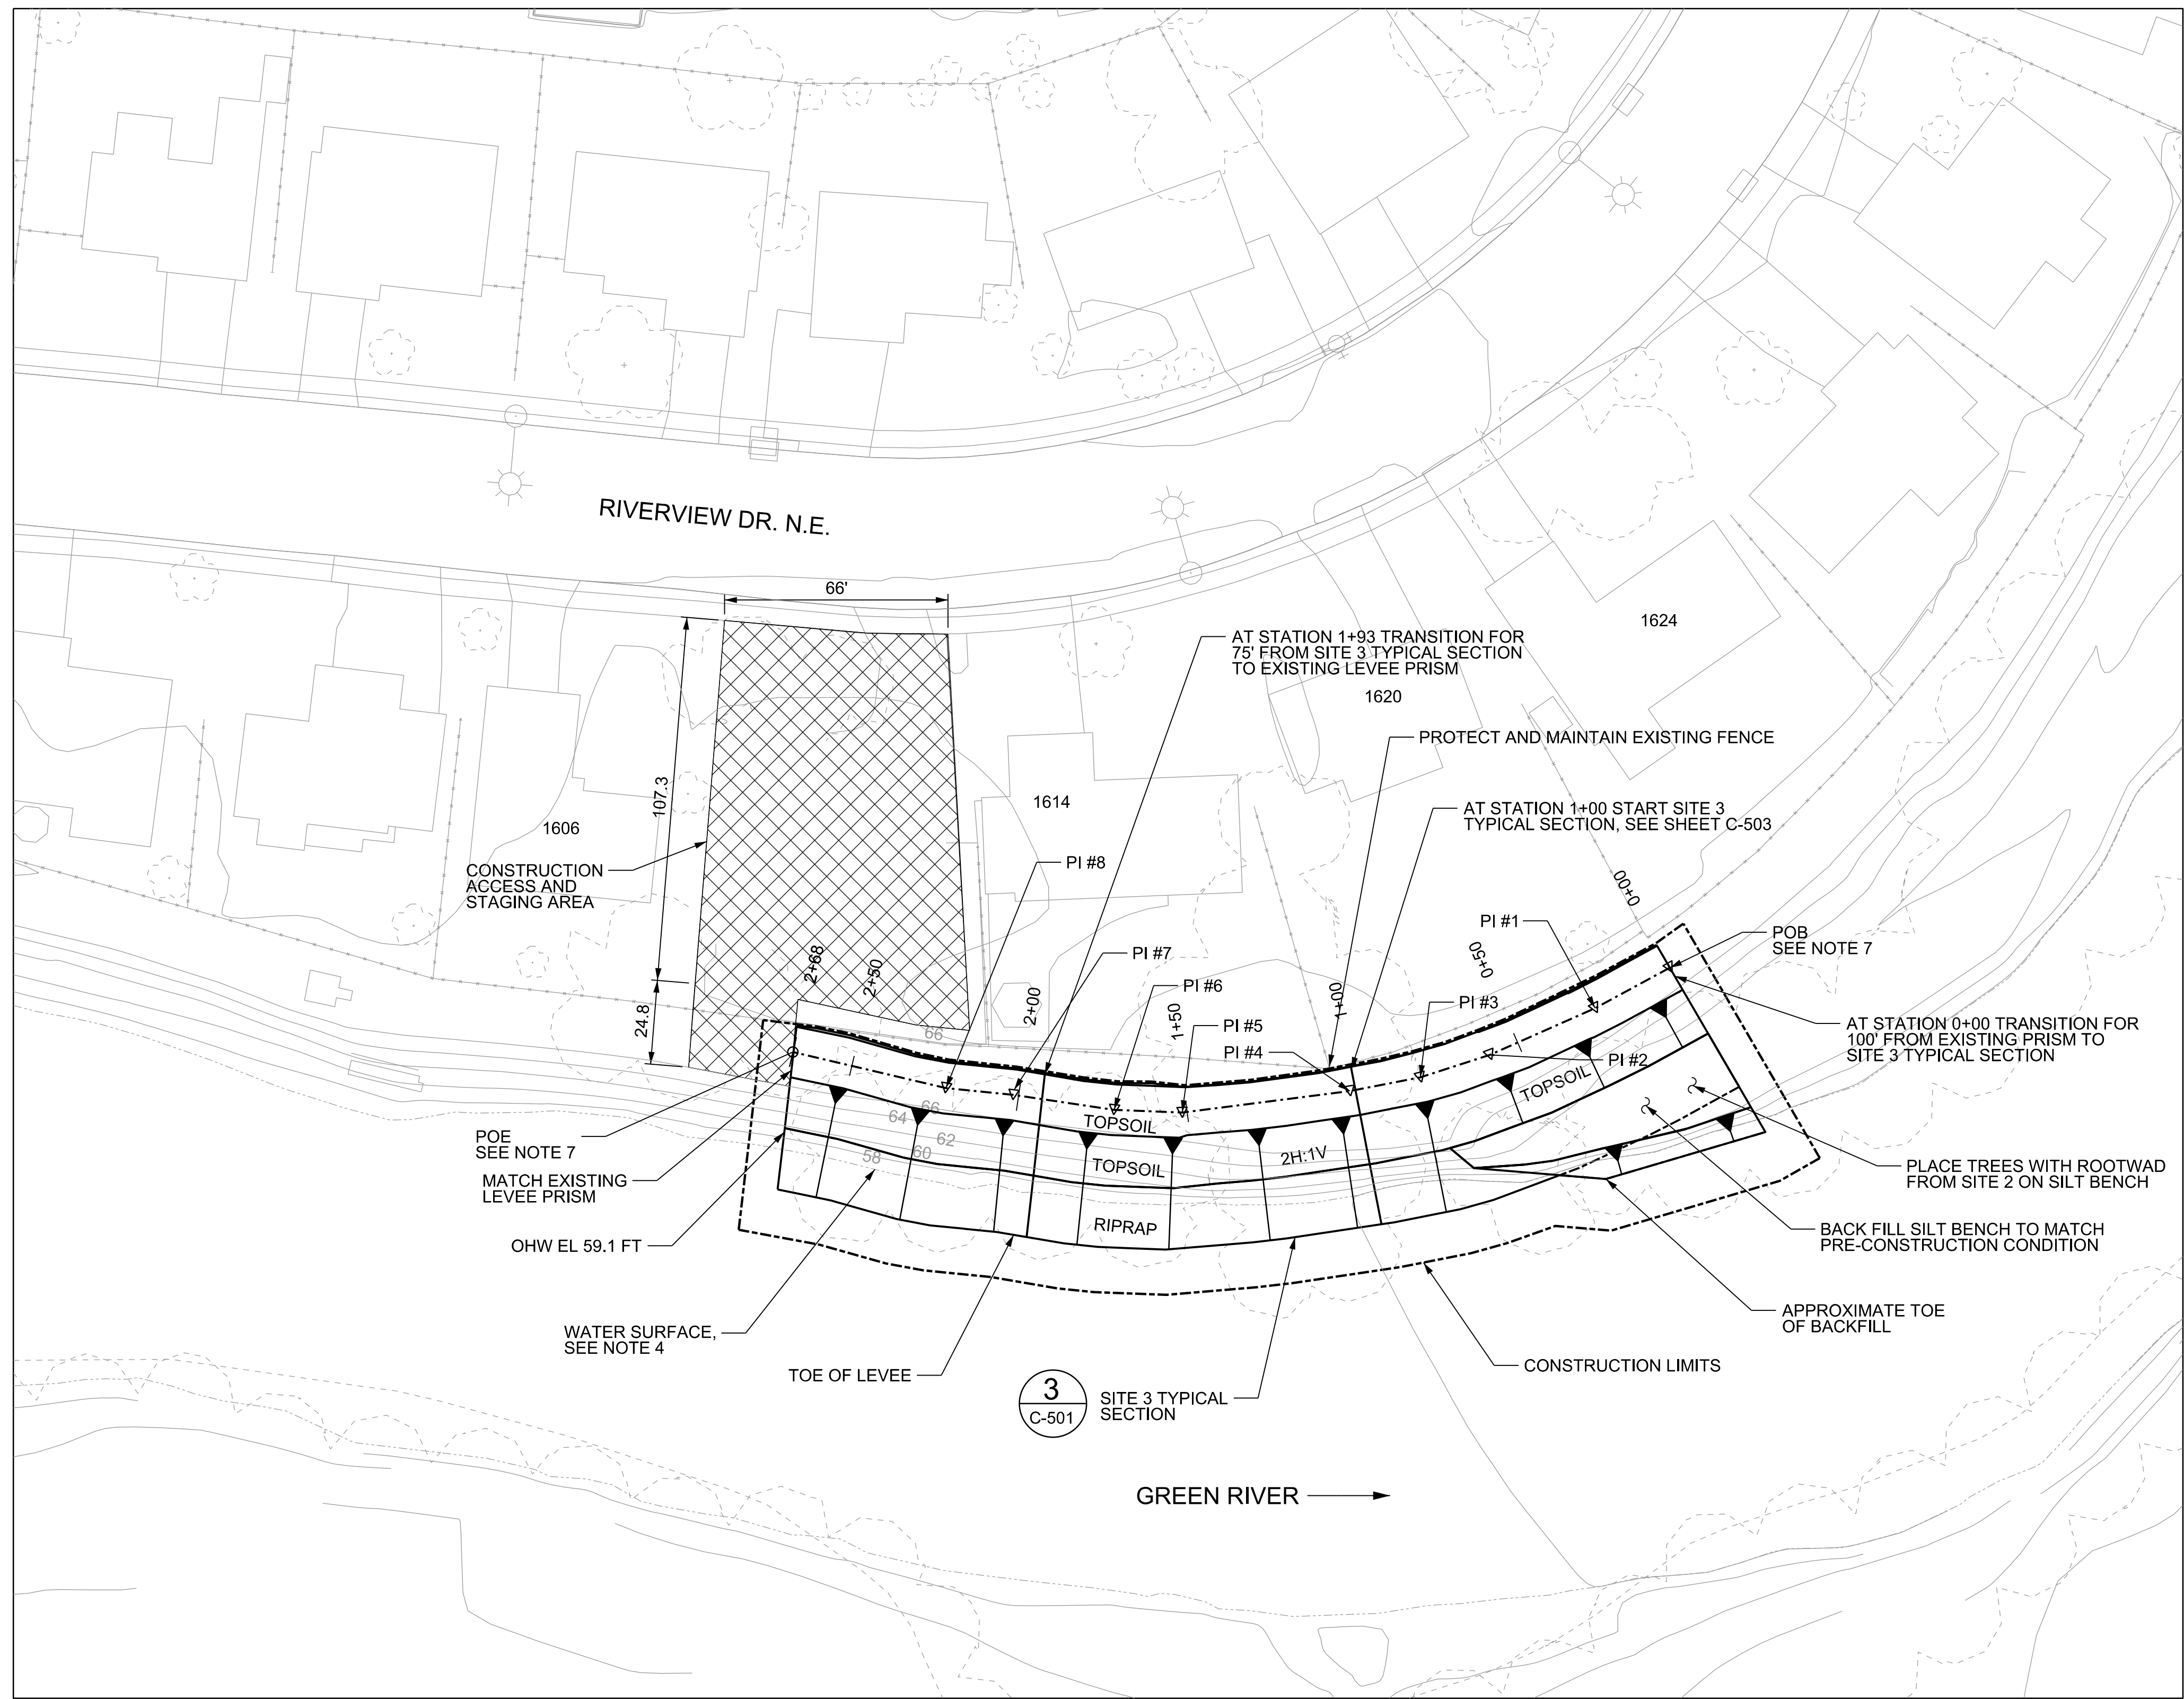 RIVERVIEW DR. N.E.
66'
AT STATION 1+93 TRANSITION FOR
75' FROM SITE 3 TYPICAL SECTION
TO EXISTING LEVEE PRISM
1624
1620
PROTECT AND MAINTAIN EXISTING FENCE
107.3
1614
AT STATION 1+00 START SITE 3
TYPICAL SECTION, SEE SHEET C-503
1606
CONSTRUCTION
ACCESS AND
STAGING AREA
PI #8
0+00
PI #1
POB
SEE NOTE 7
2+68
2+50
PI #7
0+50
PI #6
2+00
1+50
1+00
PI #3
24.8
66
PI #5
PI #4
PI #2
AT STATION 0+00 TRANSITION FOR
100' FROM EXISTING PRISM TO
SITE 3 TYPICAL SECTION
TOPSOIL
66
64
TOPSOIL
POE
SEE NOTE 7
62
60
58
2H:1V
TOPSOIL
MATCH EXISTING
LEVEE PRISM
PLACE TREES WITH ROOTWAD
FROM SITE 2 ON SILT BENCH
RIPRAP
OHW EL 59.1 FT
BACK FILL SILT BENCH TO MATCH
PRE-CONSTRUCTION CONDITION
APPROXIMATE TOE
OF BACKFILL
WATER SURFACE,
SEE NOTE 4
TOE OF LEVEE
CONSTRUCTION LIMITS
3
C-501
SITE 3 TYPICAL
SECTION
GREEN RIVER